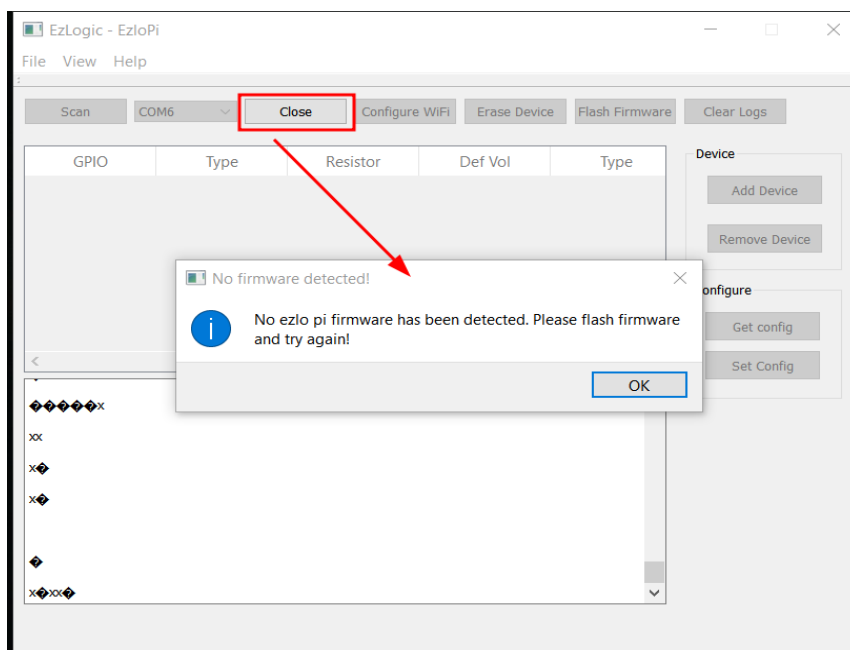 EzLogic - EzloPi
File View Help
Scan COM6 Close Configure WiFi Erase Device Flash Firmware Clear Logs
GPIO Type Resistor Def Vol Type
Device
Add Device
Remove Device
No firmware detected!
onfigure
No ezlo pi firmware has been detected. Please flash firmware
and try again!
Get config
Set Config
OK
�����x
xx
x�
x�
�
x�xx�